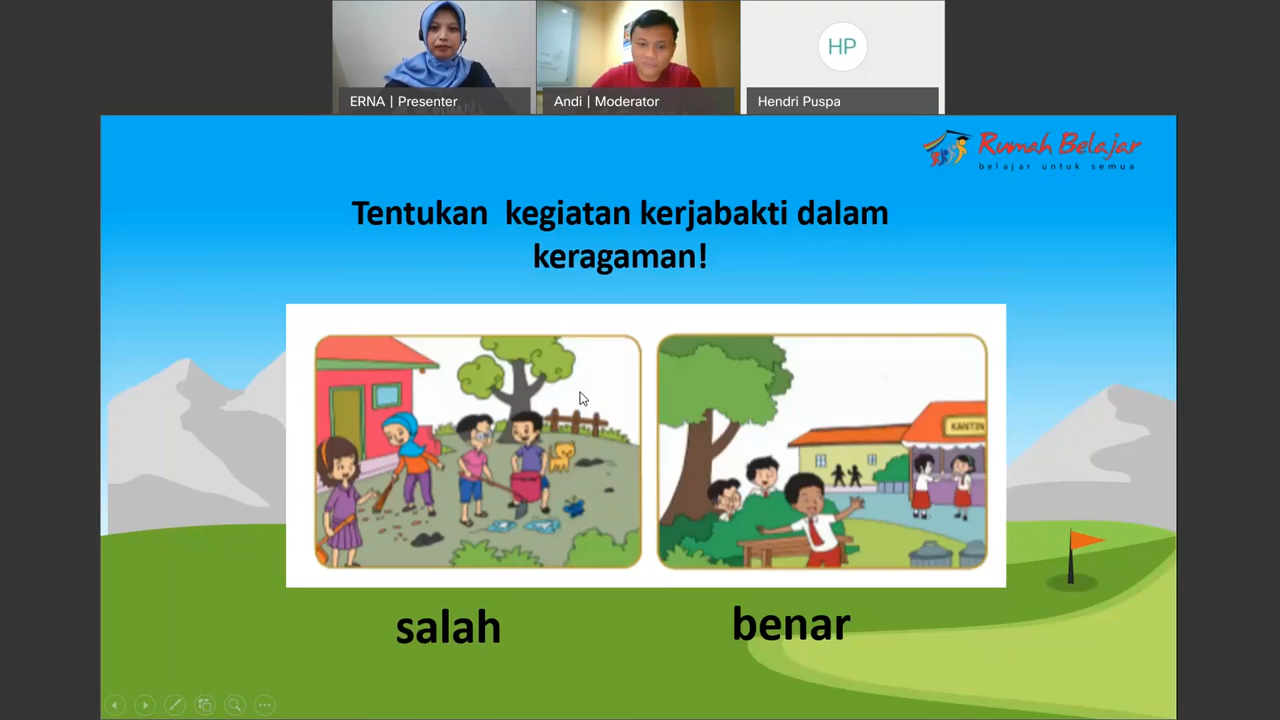 ERNA | Presenter
Andi | Moderator
HP
Hendri Puspa
Rumah Belajar
belajar untuk semua
Tentukan kegiatan kerjabakti dalam
keragaman!
KANTIN
salah
benar